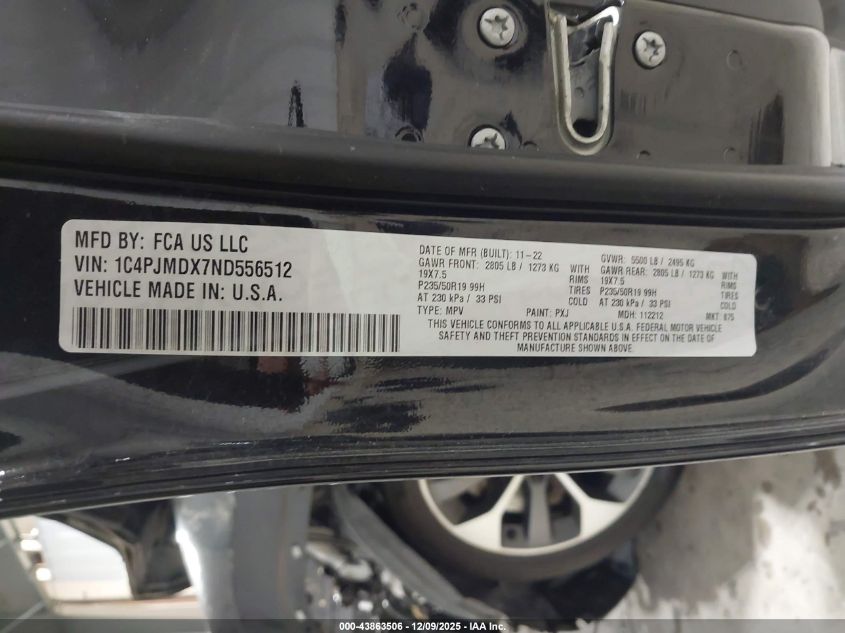 MFD BY: FCA US LLC
VIN: 1C4PJMDX7ND556512
VEHICLE MADE IN: U.S.A.
DATE OF MFR (BUILT): 11-22 GVWR: 5500 LB / 2495 KG
GAWR FRONT: 2805 LB / 1273 KG WITH GAWR REAR: 2805 LB / 1273 KG WITH
19X7.5 RIMS 19X7.5 RIMS
P235/50R19 99H TIRES P235/50R19 99H TIRES
AT 230 kPa / 33 PSI COLD AT 230 kPa / 33 PSI COLD
TYPE: MPV PAINT: PXJ MDH: 112212 MKT: 875
THIS VEHICLE CONFORMS TO ALL APPLICABLE U.S.A. FEDERAL MOTOR VEHICLE
SAFETY AND THEFT PREVENTION STANDARDS IN EFFECT ON THE DATE OF
MANUFACTURE SHOWN ABOVE.
000-43863506 - 12/09/2025 - IAA Inc.